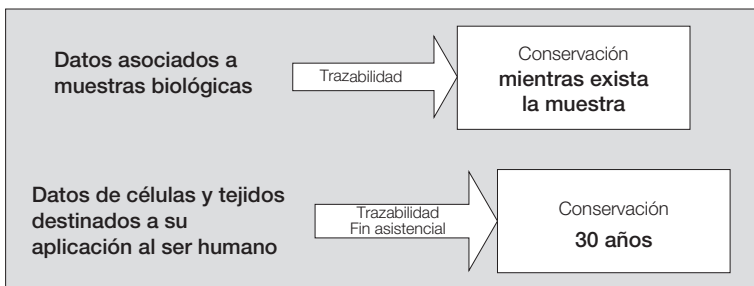 Datos asociados a
muestras biológicas
Trazabilidad
Conservación
mientras exista
la muestra
Datos de células y tejidos
destinados a su
aplicación al ser humano
Trazabilidad
Fin asistencial
Conservación
30 años